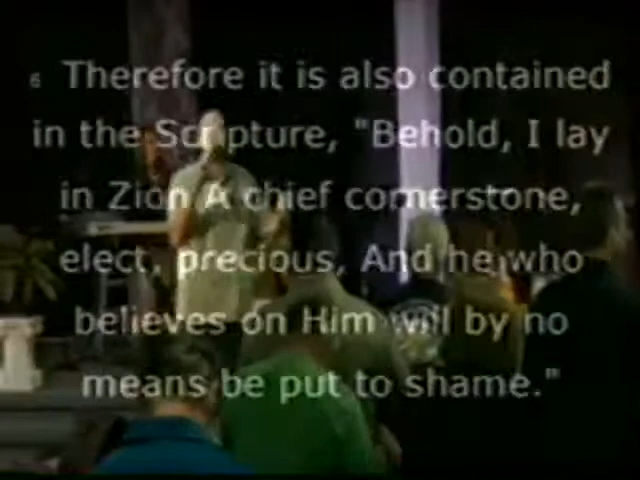 6 Therefore it is also contained
in the Scripture, "Behold, I lay
in Zion A chief cornerstone,
elect, precious, And he who
believes on Him will by no
means be put to shame."